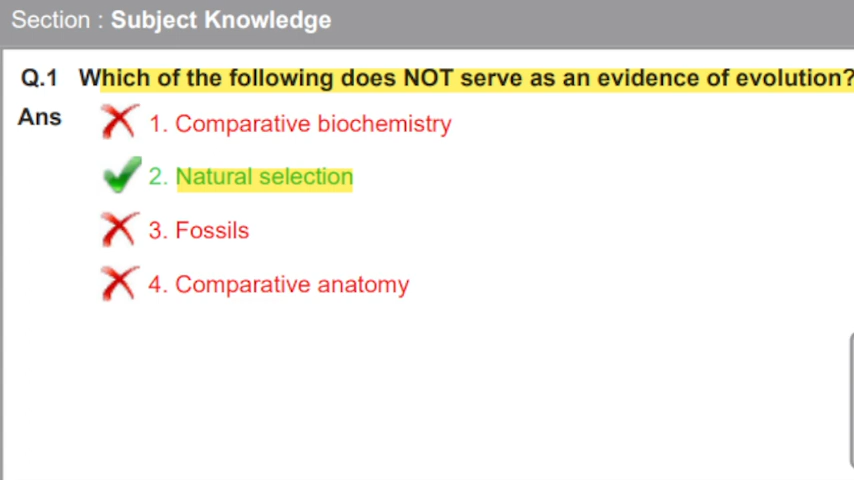 Section : Subject Knowledge
Q.1 Which of the following does NOT serve as an evidence of evolution?
Ans 1. Comparative biochemistry
2. Natural selection
3. Fossils
4. Comparative anatomy